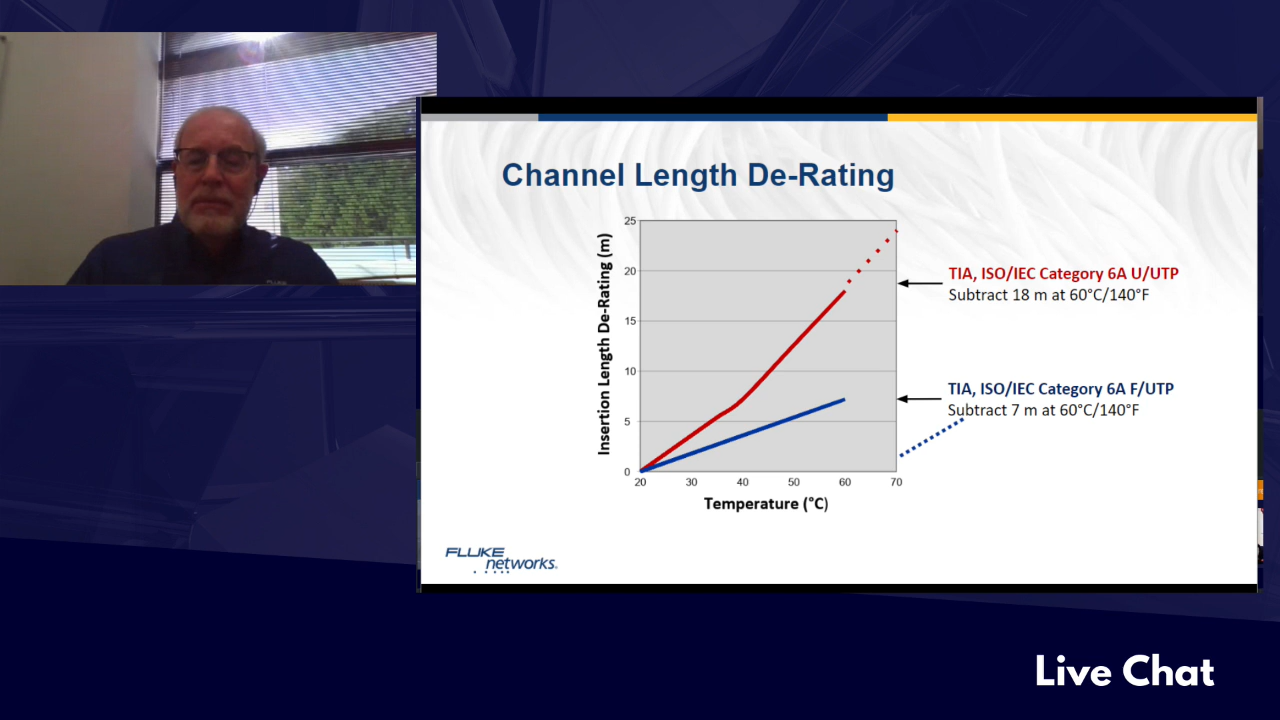 Channel Length De-Rating
Insertion Length De-Rating (m)
25
20
15
10
5
0
20 30 40 50 60 70
Temperature (°C)
TIA, ISO/IEC Category 6A U/UTP
Subtract 18 m at 60°C/140°F
TIA, ISO/IEC Category 6A F/UTP
Subtract 7 m at 60°C/140°F
FLUKE
networks.
Live Chat